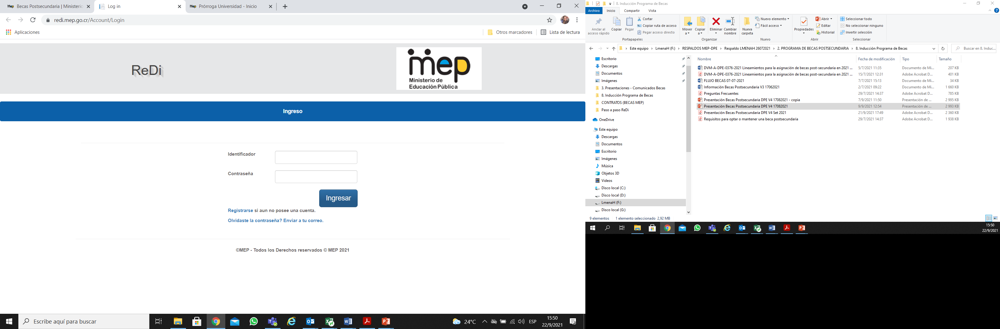 Becas Postsecundaria | Ministerio
Log in
Mep Prórroga Universidad - Inicio
redi.mep.go.cr/Account/Login
Aplicaciones
Otros marcadores
Lista de lectura
ReDi
mep
Ministerio de
Educación Pública
Ingreso
Identificador
Contraseña
Ingresar
Registrarse si aun no posee una cuenta.
Olvidaste la contraseña? Enviar a tu correo.
©MEP - Todos los Derechos reservados © MEP 2021
Escribe aquí para buscar
24°C
ESP
15:50
22/9/2021
8. Inducción Programa de Becas
Archivo Inicio Compartir Vista
Anclar al
acceso rápido
Copiar
Pegar
Cortar
Copiar ruta de acceso
Pegar acceso directo
Portapapeles
Mover
a
Copiar
a
Eliminar
Cambiar
nombre
Organizar
Nueva
carpeta
Nuevo elemento
Fácil acceso
Nuevo
Propiedades
Abrir
Editar
Historial
Abrir
Seleccionar todo
No seleccionar ninguno
Invertir selección
Seleccionar
Este equipo > LmenaH (F:) > RESPALDOS MEP-DPE > Respaldo LMENAH 26072021 > 2. PROGRAMA DE BECAS POSTSECUNDARIA > 8. Inducción Programa de Becas
Buscar en 8. Induc...
Escritorio
Descargas
Documentos
Imágenes
3. Presentaciones - Comunicados Becas
8. Inducción Programa de Becas
CONTRATOS (BECAS MEP)
Paso a paso ReDi
OneDrive
Este equipo
Descargas
Documentos
Escritorio
Imágenes
Música
Objetos 3D
Videos
Disco local (C:)
Disco local (D:)
LmenaH (F:)
Disco local (G:)
Nombre Fecha de modificación Tipo Tamaño
DVM-A-DPE-0376-2021 Lineamientos para la asignación de becas post-secundaria en 2021 ... 5/7/2021 11:35 Documento de Mi... 207 KB
DVM-A-DPE-0376-2021 Lineamientos para la asignación de becas post-secundaria en 2021 ... 15/7/2021 12:31 Adobe Acrobat D... 401 KB
FLUJO BECAS 07-07-2021 7/7/2021 15:13 Documento de Mi... 34 KB
Información Becas Postsecundaria V3 17062021 2/7/2021 09:22 Documento de Mi... 1 660 KB
Preguntas Frecuentes 29/7/2021 14:37 Adobe Acrobat D... 785 KB
Presentación Becas Postsecundaria DPE V4 17082021 - copia 7/9/2021 11:50 Presentación de ... 2 995 KB
Presentación Becas Postsecundaria DPE V4 17082021 9/9/2021 12:54 Presentación de ... 2 993 KB
Presentación Becas Postsecundaria DPE V4 Set 2021 21/9/2021 17:49 Adobe Acrobat D... 2 360 KB
Requisitos para optar o mantener una beca postsecundaria 29/7/2021 14:37 Adobe Acrobat D... 1 938 KB
9 elementos 1 elemento seleccionado 2,92 MB
15:50
22/9/2021